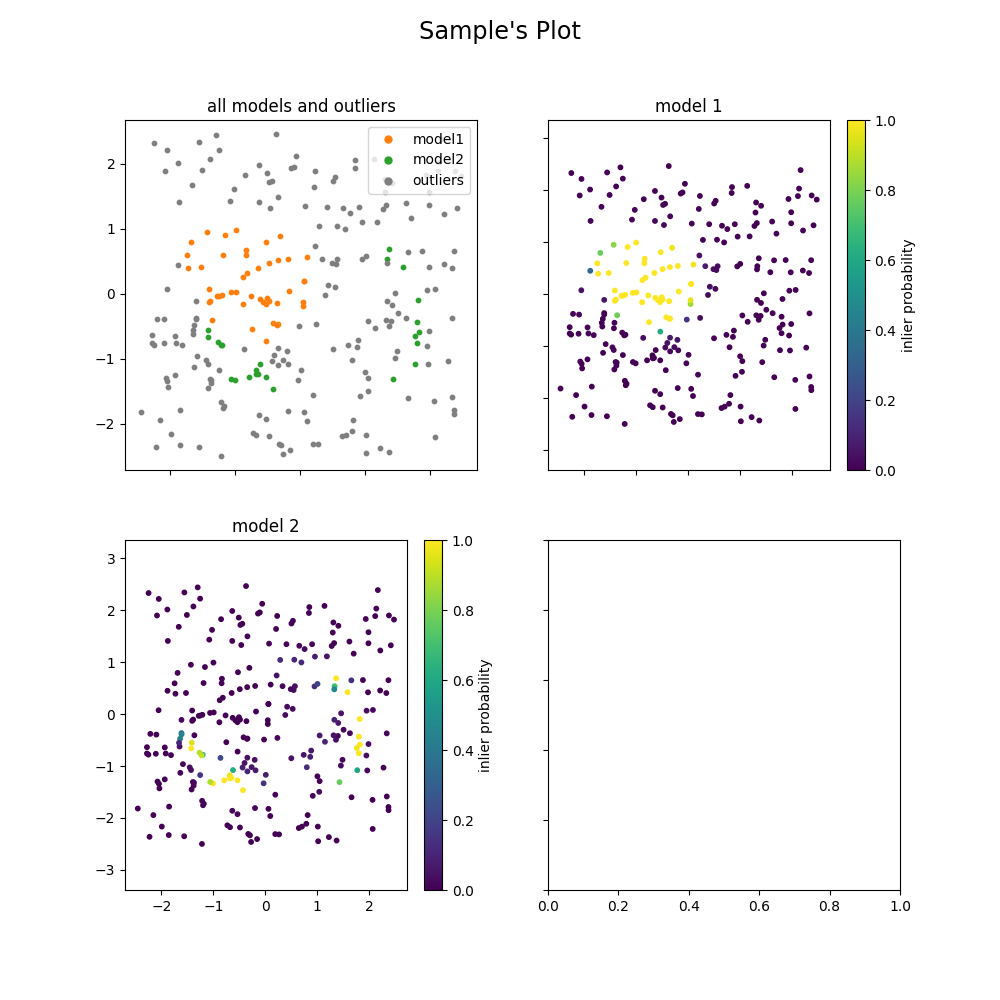 Sample's Plot
all models and outliers
model1
model2
outliers
2
1
0
−1
−2
model 1
1.0
0.8
0.6
0.4
0.2
0.0
inlier probability
model 2
3
2
1
0
−1
−2
−3
−2 −1 0 1 2
1.0
0.8
0.6
0.4
0.2
0.0
inlier probability
0.0 0.2 0.4 0.6 0.8 1.0